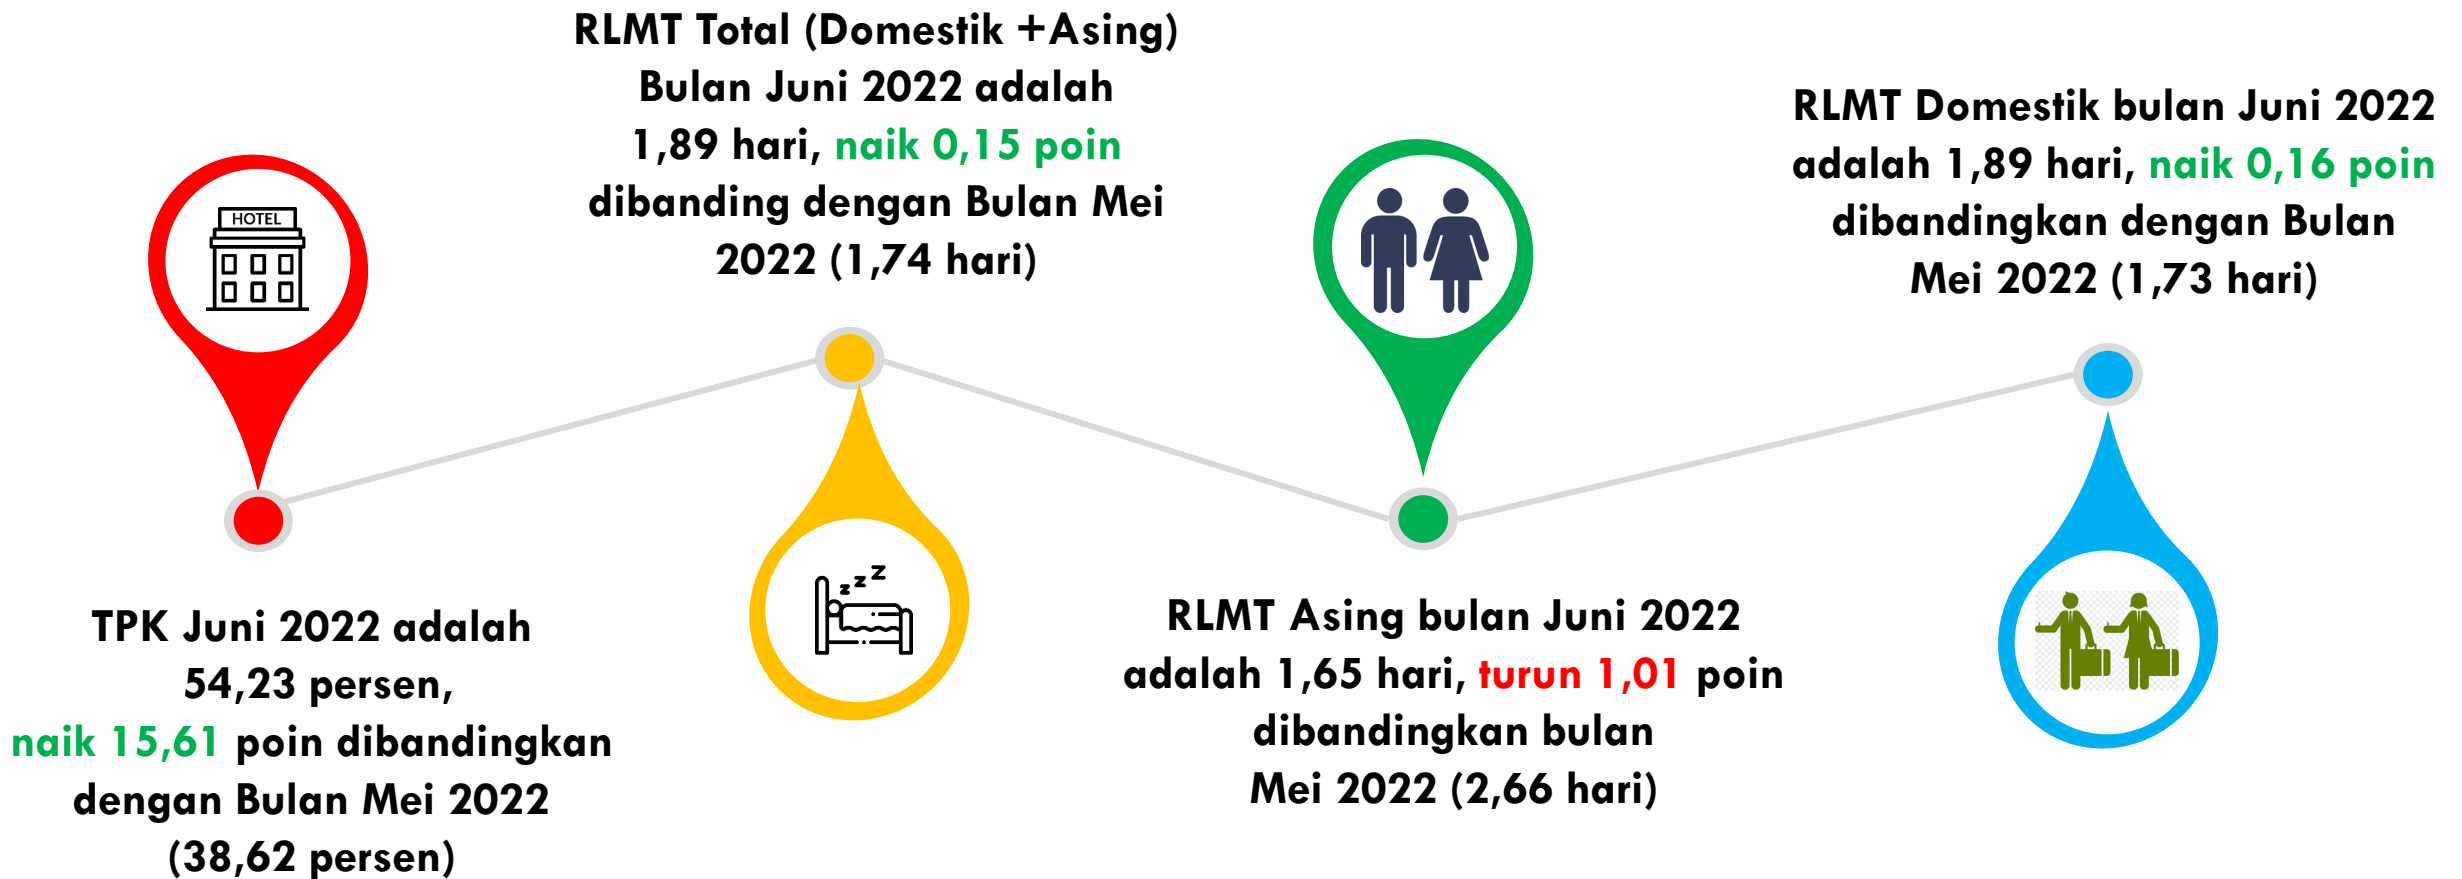 HOTEL
TPK Juni 2022 adalah
54,23 persen,
naik 15,61 poin dibandingkan
dengan Bulan Mei 2022
(38,62 persen)
RLMT Total (Domestik +Asing)
Bulan Juni 2022 adalah
1,89 hari, naik 0,15 poin
dibanding dengan Bulan Mei
2022 (1,74 hari)
z z z
RLMT Asing bulan Juni 2022
adalah 1,65 hari, turun 1,01 poin
dibandingkan bulan
Mei 2022 (2,66 hari)
RLMT Domestik bulan Juni 2022
adalah 1,89 hari, naik 0,16 poin
dibandingkan dengan Bulan
Mei 2022 (1,73 hari)